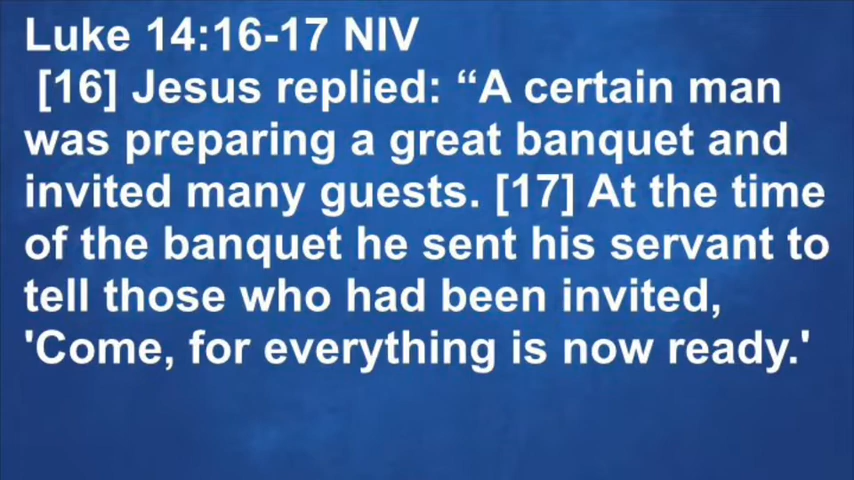 Luke 14:16-17 NIV
[16] Jesus replied: “A certain man
was preparing a great banquet and
invited many guests. [17] At the time
of the banquet he sent his servant to
tell those who had been invited,
'Come, for everything is now ready.'